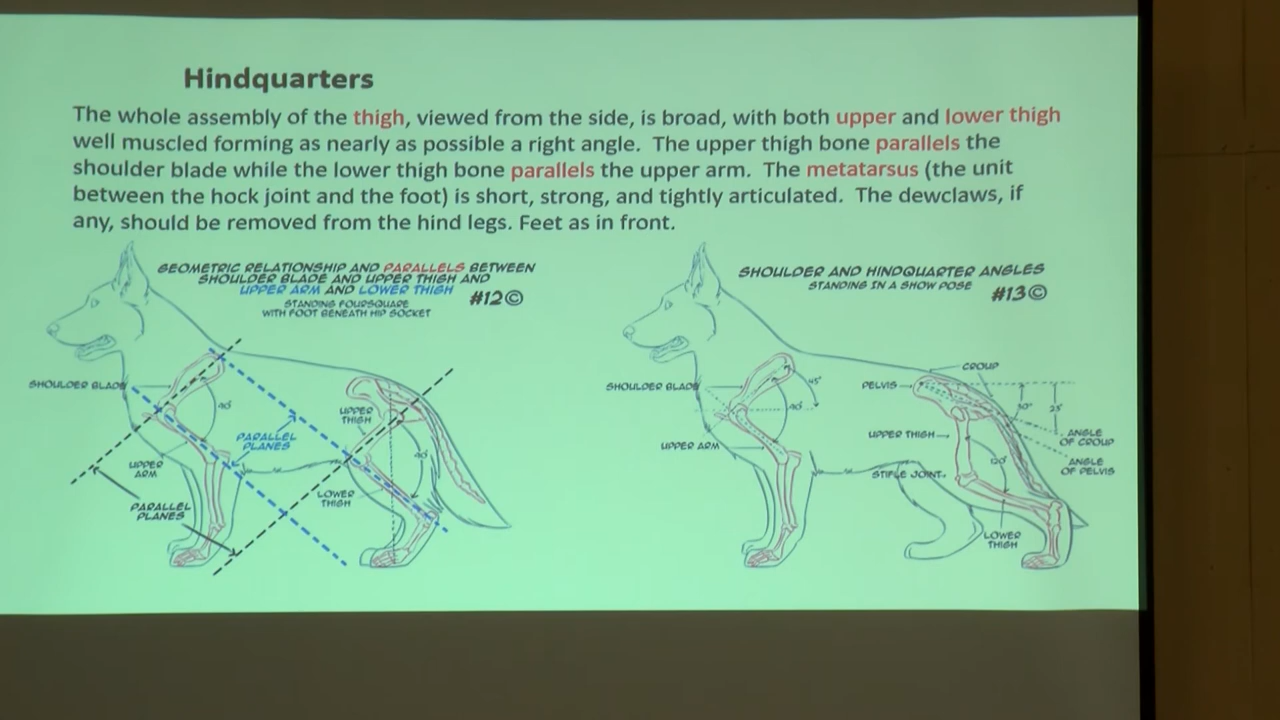 Hindquarters
The whole assembly of the thigh, viewed from the side, is broad, with both upper and lower thigh
well muscled forming as nearly as possible a right angle.  The upper thigh bone parallels the
shoulder blade while the lower thigh bone parallels the upper arm.  The metatarsus (the unit
between the hock joint and the foot) is short, strong, and tightly articulated.  The dewclaws, if
any, should be removed from the hind legs. Feet as in front.
GEOMETRIC RELATIONSHIP AND PARALLELS BETWEEN
SHOULDER BLADE AND UPPER THIGH AND
UPPER ARM AND LOWER THIGH
STANDING FOURSQUARE
WITH FOOT BENEATH HIP SOCKET
#12©
SHOULDER BLADE
90°
UPPER
THIGH
PARALLEL
PLANES
90°
UPPER
ARM
LOWER
THIGH
PARALLEL
PLANES
SHOULDER AND HINDQUARTER ANGLES
STANDING IN A SHOW POSE
#13©
CROUP
SHOULDER BLADE
45°
PELVIS
90°
30°
25°
UPPER ARM
UPPER THIGH
ANGLE
OF CROUP
120°
ANGLE
OF PELVIS
STIFLE JOINT
LOWER
THIGH